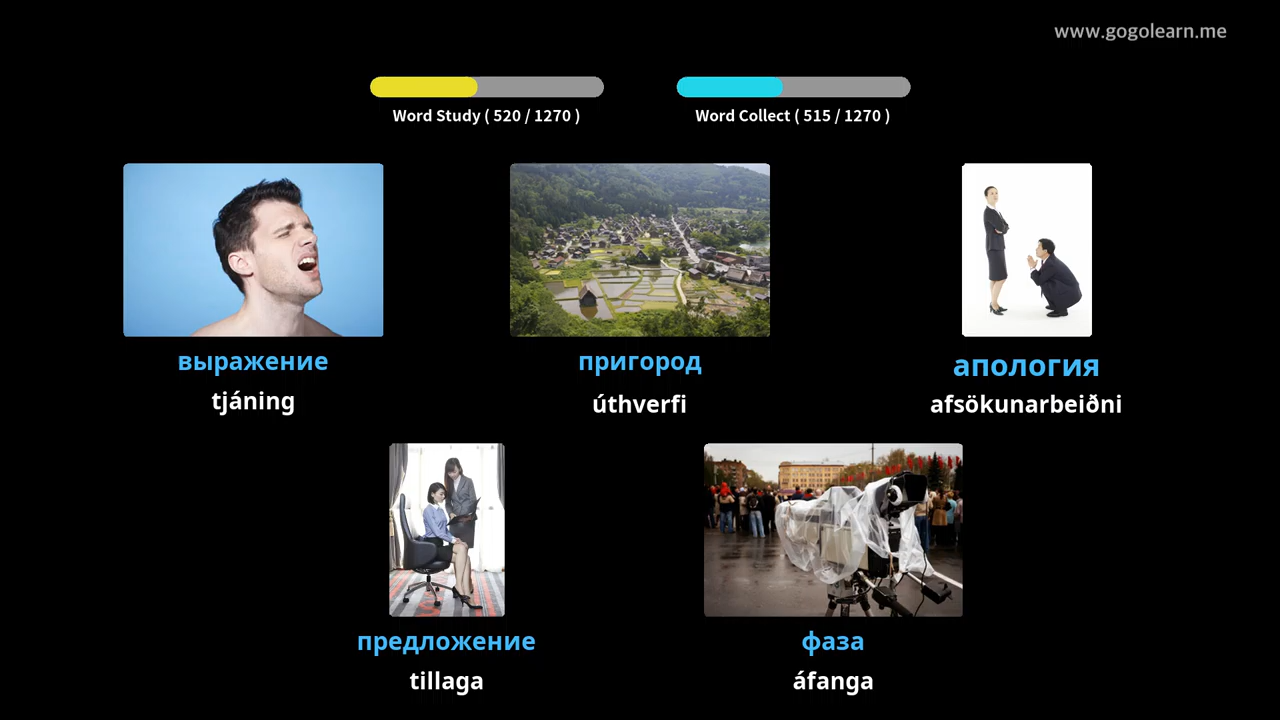 www.gogolearn.me
Word Study ( 520 / 1270 )
Word Collect ( 515 / 1270 )
выражение
tjáning
пригород
úthverfi
апология
afsökunarbeiðni
предложение
tillaga
фаза
áfanga